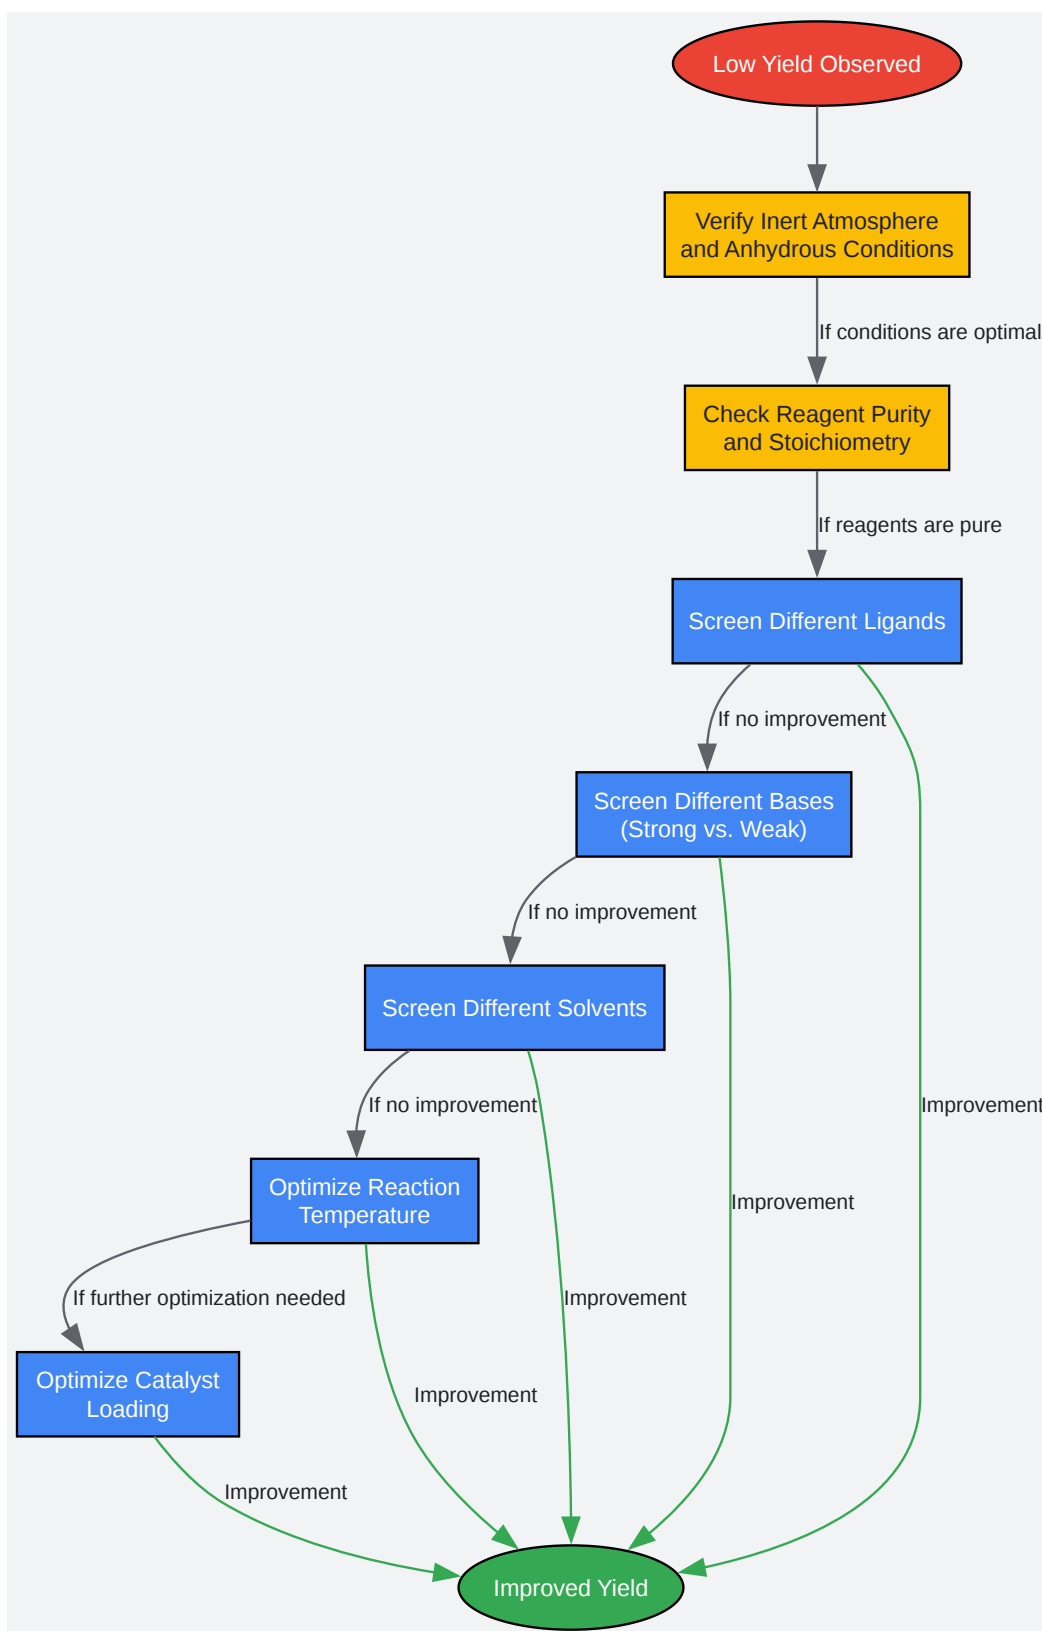 Low Yield Observed
Verify Inert Atmosphere
and Anhydrous Conditions
If conditions are optimal
Check Reagent Purity
and Stoichiometry
If reagents are pure
Screen Different Ligands
If no improvement
Screen Different Bases
(Strong vs. Weak)
If no improvement
Screen Different Solvents
If no improvement
Improvement
Optimize Reaction
Temperature
Improvement
If further optimization needed
Improvement
Optimize Catalyst
Loading
Improvement
Improvement
Improved Yield